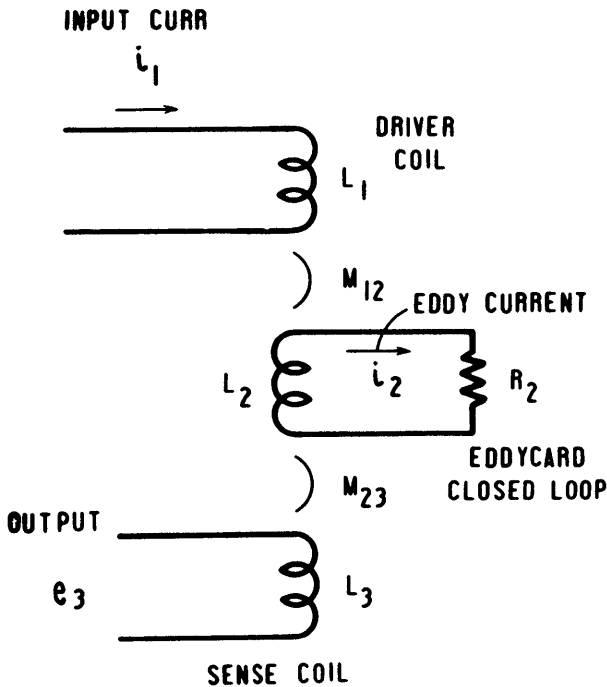 INPUT CURR
i1
DRIVER
COIL
L1
M12
EDDY CURRENT
L2
i2
R2
EDDYCARD
CLOSED LOOP
M23
OUTPUT
e3
L3
SENSE COIL